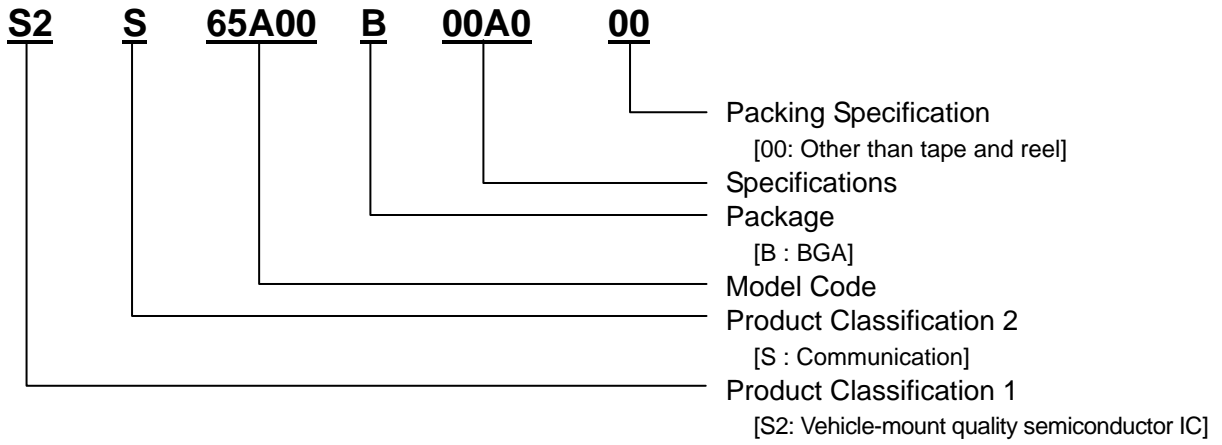 S2 S 65A00 B 00A0 00
Packing Specification
[00: Other than tape and reel]
Specifications
Package
[B : BGA]
Model Code
Product Classification 2
[S : Communication]
Product Classification 1
[S2: Vehicle-mount quality semiconductor IC]